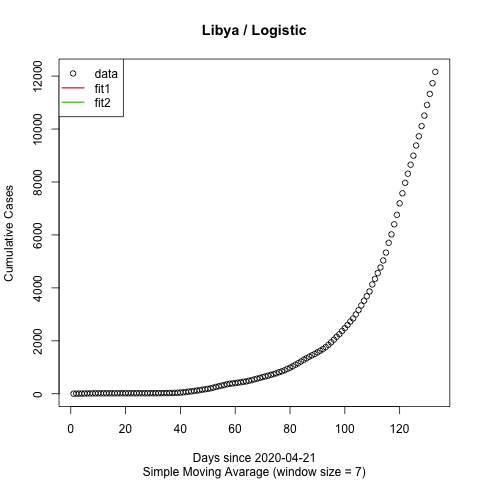 Libya / Logistic
data
fit1
fit2
Cumulative Cases
12000
10000
8000
6000
4000
2000
0
0 20 40 60 80 100 120
Days since 2020-04-21
Simple Moving Avarage (window size = 7)